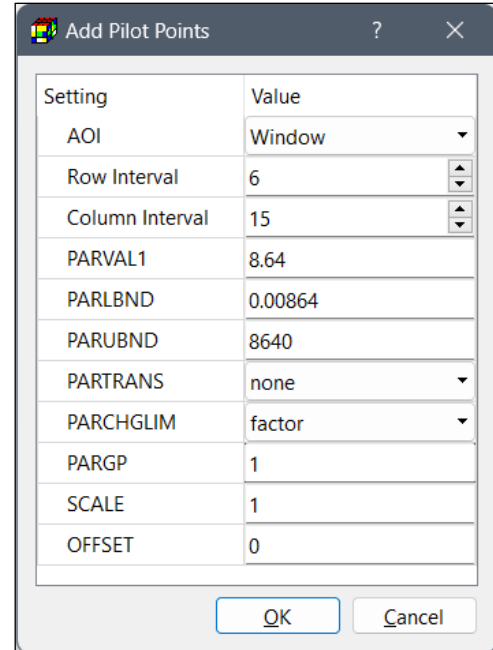 Add Pilot Points ?
Setting Value
AOI Window
Row Interval 6
Column Interval 15
PARVAL1 8.64
PARLBND 0.00864
PARUBND 8640
PARTRANS none
PARCHGLIM factor
PARGP 1
SCALE 1
OFFSET 0
OK Cancel